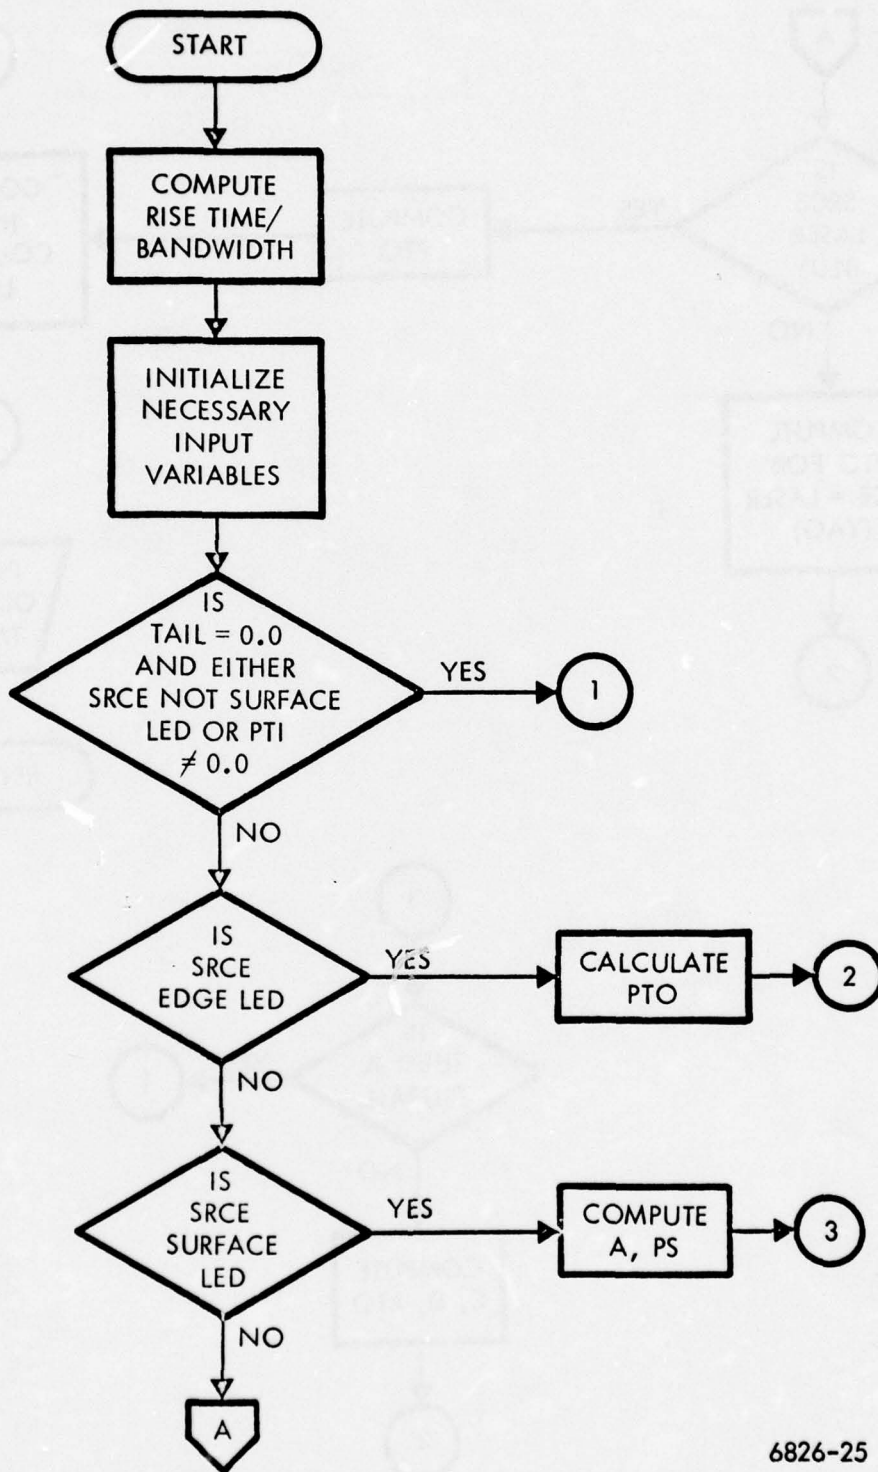 START
COMPUTE
RISE TIME/
BANDWIDTH
INITIALIZE
NECESSARY
INPUT
VARIABLES
IS
TAIL = 0.0
AND EITHER
SRCE NOT SURFACE
LED OR PTI
≠ 0.0
YES
1
NO
IS
SRCE
EDGE LED
YES
CALCULATE
PTO
2
NO
IS
SRCE
SURFACE
LED
YES
COMPUTE
A, PS
3
NO
A
6826-25